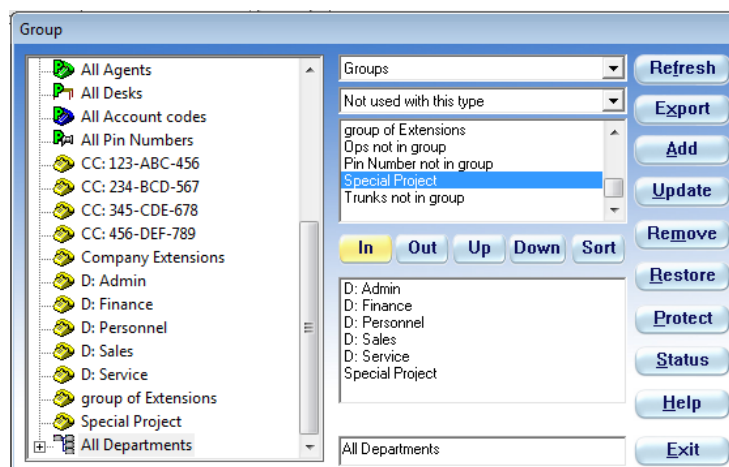 Group
All Agents
All Desks
All Account codes
All Pin Numbers
CC: 123-ABC-456
CC: 234-BCD-567
CC: 345-CDE-678
CC: 456-DEF-789
Company Extensions
D: Admin
D: Finance
D: Personnel
D: Sales
D: Service
group of Extensions
Special Project
All Departments
Groups
Not used with this type
group of Extensions
Ops not in group
Pin Number not in group
Special Project
Trunks not in group
In Out Up Down Sort
D: Admin
D: Finance
D: Personnel
D: Sales
D: Service
Special Project
All Departments
Refresh
Export
Add
Update
Remove
Restore
Protect
Status
Help
Exit